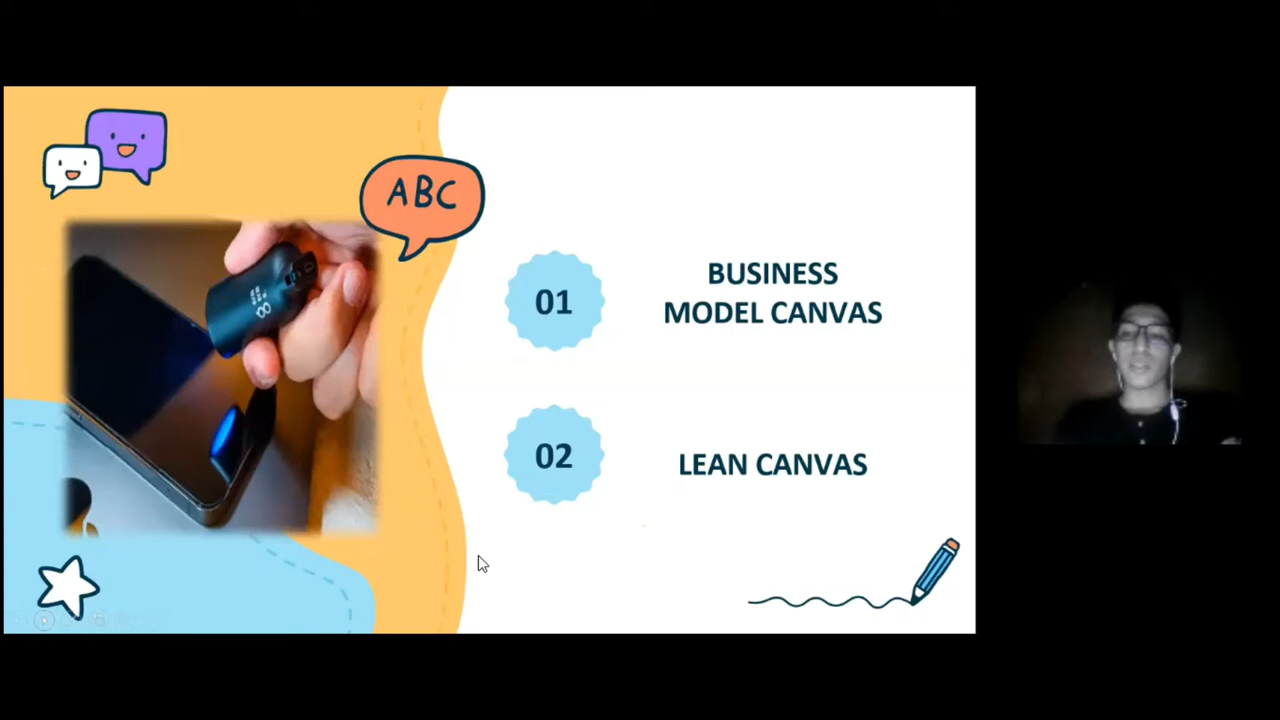 ABC
01
BUSINESS
MODEL CANVAS
02
LEAN CANVAS